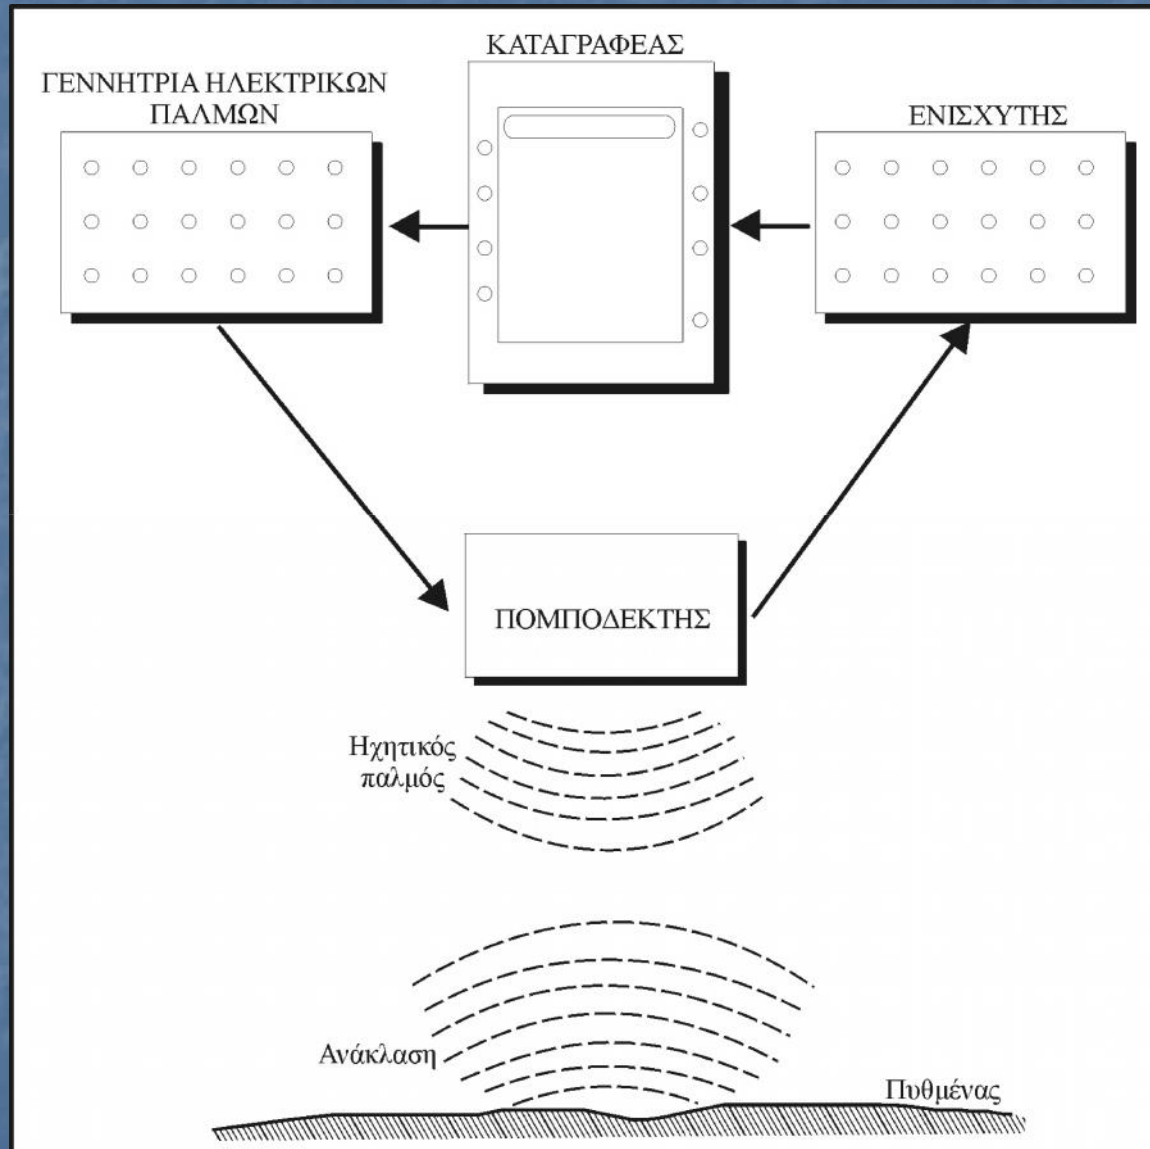 ΚΑΤΑΓΡΑΦΕΑΣ
ΓΕΝΝΗΤΡΙΑ ΗΛΕΚΤΡΙΚΩΝ
ΠΑΛΜΩΝ
ΕΝΙΣΧΥΤΗΣ
ΠΟΜΠΟΔΕΚΤΗΣ
Ηχητικός
παλμός
Ανάκλαση
Πυθμένας